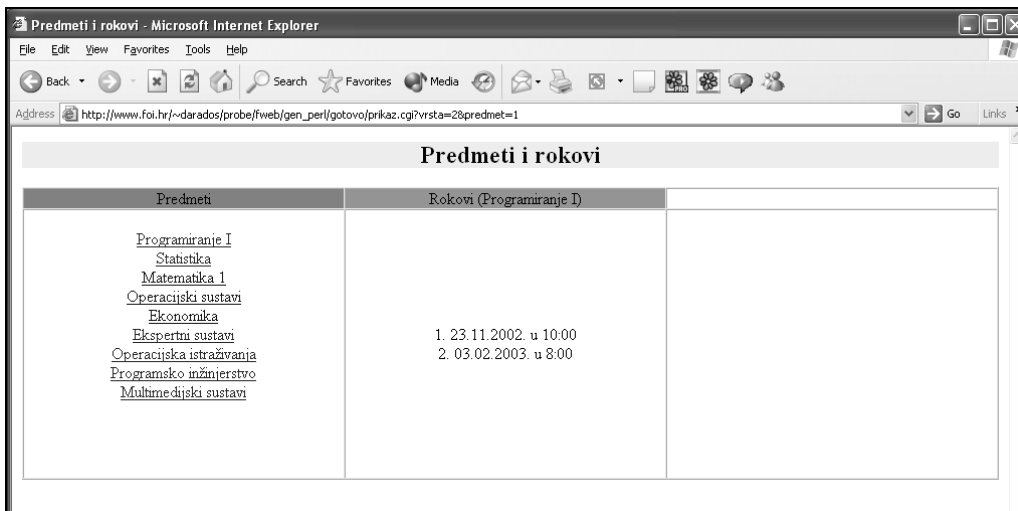 Predmeti i rokovi - Microsoft Internet Explorer
File Edit View Favorites Tools Help
Back Search Favorites Media
Address http://www.foi.hr/~darados/probe/fweb/gen_perl/gotovo/prikaz.cgi?vrsta=2&predmet=1 Go Links
Predmeti i rokovi
Predmeti Rokovi (Programiranje I)
Programiranje I
Statistika
Matematika 1
Operacijski sustavi
Ekonomika
Ekspertni sustavi 1. 23.11.2002. u 10:00
Operacijska istraživanja 2. 03.02.2003. u 8:00
Programsko inžinjerstvo
Multimedijski sustavi